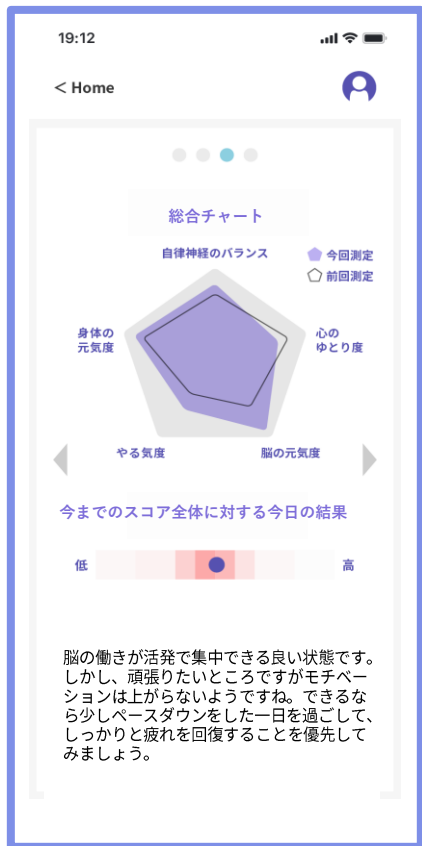 19:12
< Home
総合チャート
自律神経のバランス
今回測定
前回測定
身体の
元気度
心の
ゆとり度
やる気度
脳の元気度
今までのスコア全体に対する今日の結果
低
高
脳の働きが活発で集中できる良い状態です。
しかし、頑張りたいところですがモチベー
ションは上がらないようですね。できるな
ら少しペースダウンをした一日を過ごして、
しっかりと疲れを回復することを優先して
みましょう。